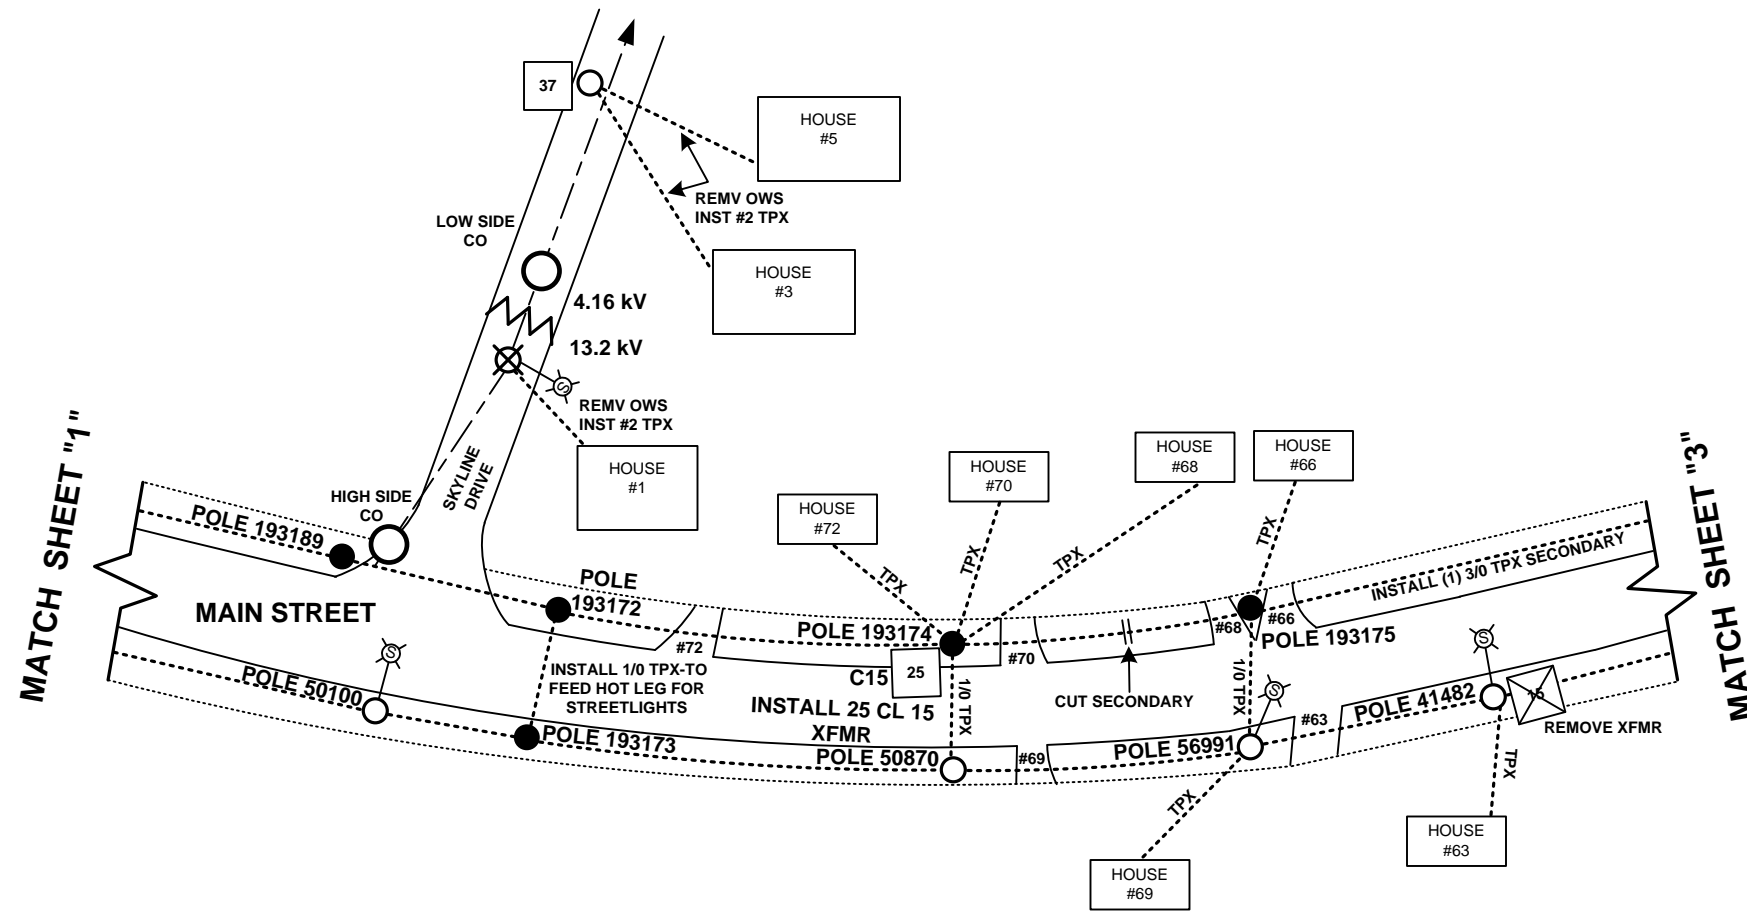 37
HOUSE
#5
REMV OWS
INST #2 TPX
LOW SIDE
CO
HOUSE
#3
4.16 kV
13.2 kV
S
REMV OWS
INST #2 TPX
HOUSE
#1
SKYLINE
DRIVE
HIGH SIDE
CO
MATCH SHEET "1"
POLE 193189
MAIN STREET
POLE
193172
HOUSE
#72
HOUSE
#70
HOUSE
#68
HOUSE
#66
TPX
TPX
TPX
TPX
INSTALL (1) 3/0 TPX SECONDARY
MATCH SHEET "3"
POLE 193174
#72
#70
#68
#66
POLE 193175
C15
25
INSTALL 1/0 TPX-TO
FEED HOT LEG FOR
STREETLIGHTS
INSTALL 25 CL 15
XFMR
1/0 TPX
CUT SECONDARY
1/0 TPX
S
S
S
POLE 50100
POLE 193173
POLE 50870
#69
POLE 56991
#63
POLE 41482
15
REMOVE XFMR
TPX
TPX
HOUSE
#69
HOUSE
#63